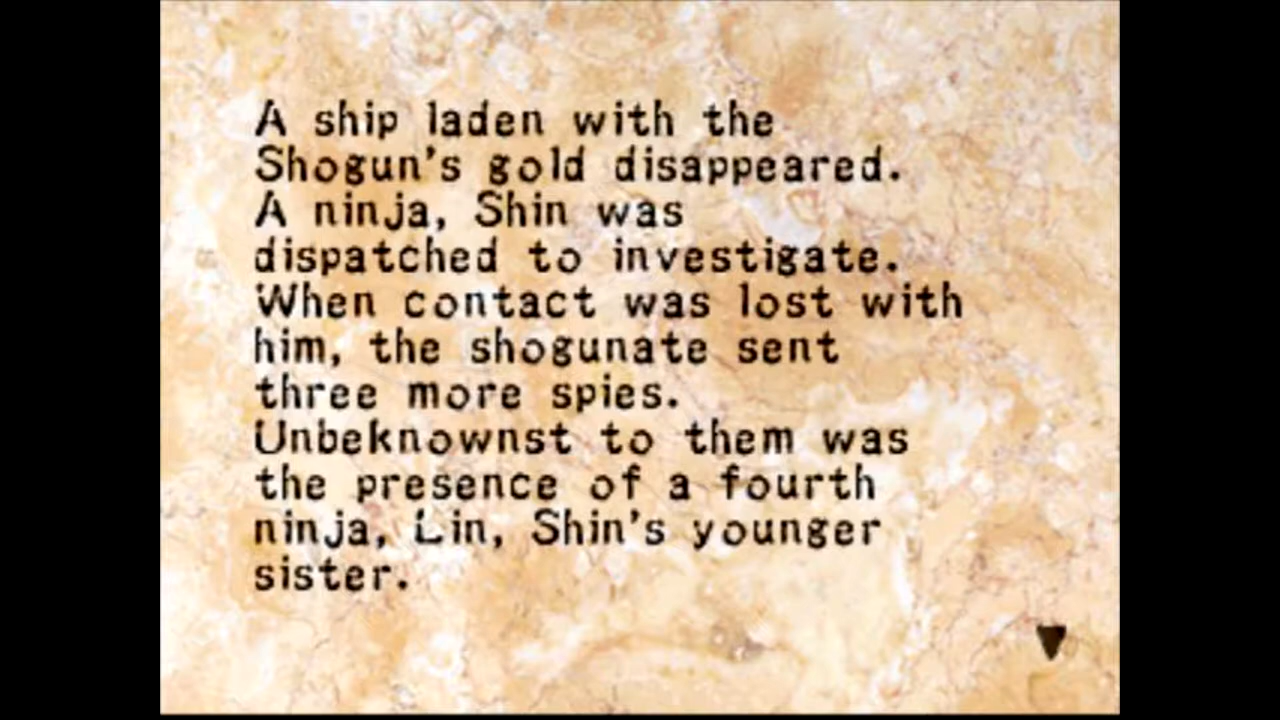 A ship laden with the
Shogun's gold disappeared.
A ninja, Shin was
dispatched to investigate.
When contact was lost with
him, the shogunate sent
three more spies.
Unbeknownst to them was
the presence of a fourth
ninja, Lin, Shin's younger
sister.